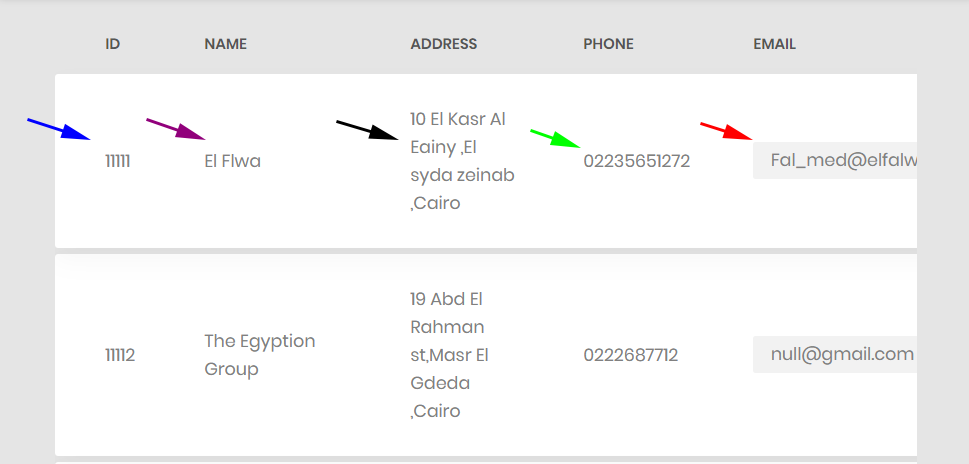 ID NAME ADDRESS PHONE EMAIL
10 El Kasr Al
Eainy ,El
11111 El Flwa 02235651272 Fal_med@elfalw
syda zeinab
,Cairo
19 Abd El
Rahman
The Egyption
11112 st,Masr El 0222687712 null@gmail.com
Group
Gdeda
,Cairo